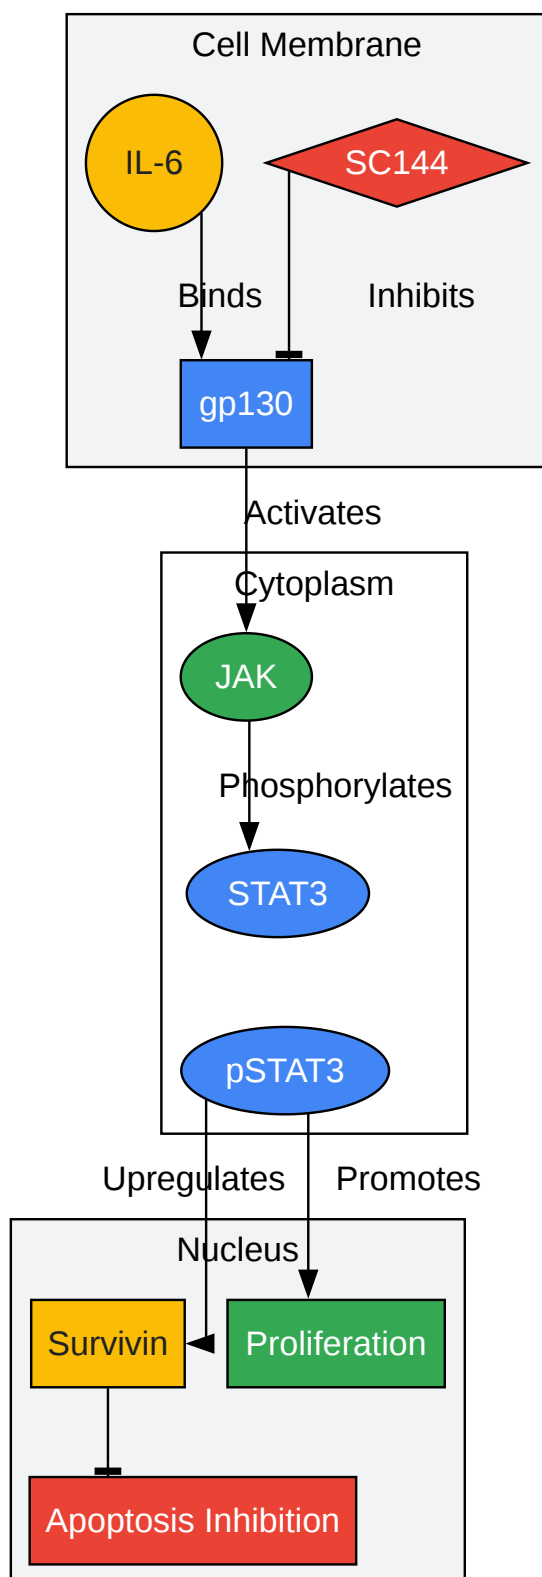 Cell Membrane
IL-6
SC144
Binds
Inhibits
gp130
Activates
Cytoplasm
JAK
Phosphorylates
STAT3
pSTAT3
Upregulates
Promotes
Nucleus
Survivin
Proliferation
Apoptosis Inhibition